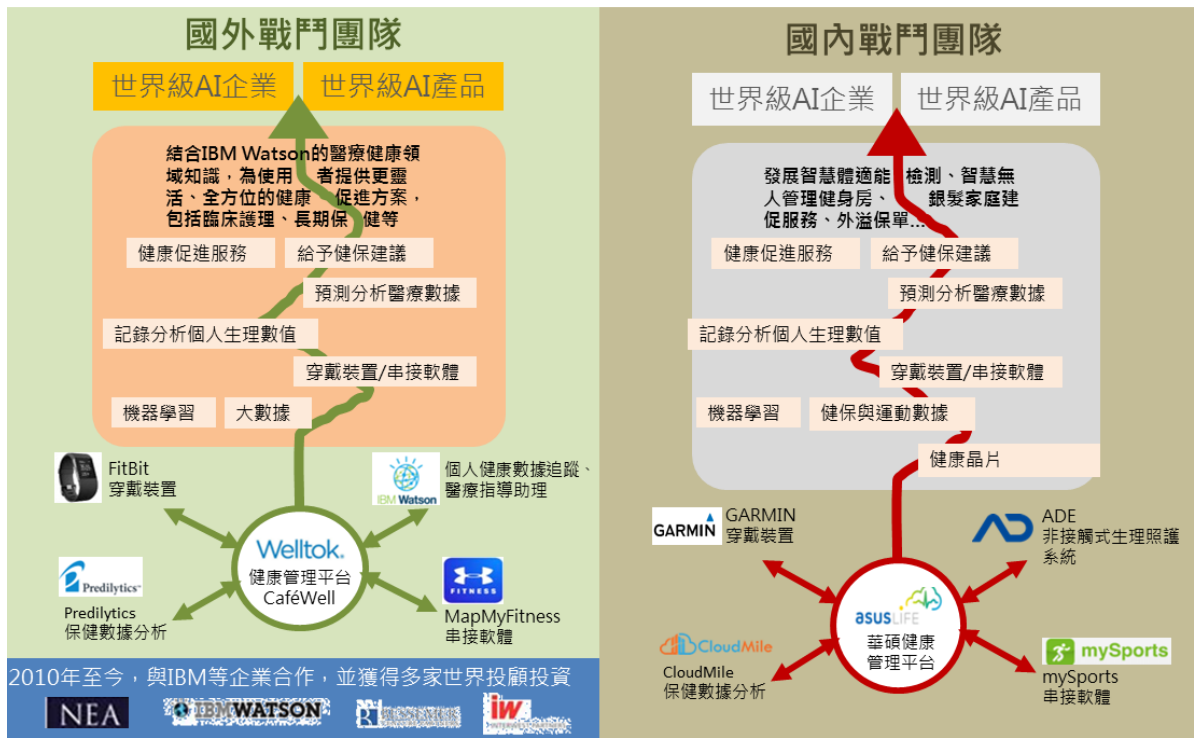 國外戰鬥團隊
世界級AI企業
世界級AI產品
結合IBM Watson的醫療健康領
域知識，為使用 者提供更靈
活、全方位的健康 促進方案，
包括臨床護理、長期保 健等
健康促進服務
給予健保建議
預測分析醫療數據
記錄分析個人生理數值
穿戴裝置/串接軟體
機器學習
大數據
FitBit
穿戴裝置
IBM Watson
個人健康數據追蹤、
醫療指導助理
Welltok.
健康管理平台
CaféWell
Predilytics
Predilytics
保健數據分析
FITNESS
MapMyFitness
串接軟體
2010年至今，與IBM等企業合作，並獲得多家世界投顧投資
NEA
IBM WATSON
iw
國內戰鬥團隊
世界級AI企業
世界級AI產品
發展智慧體適能 檢測、智慧無
人管理健身房、 銀髮家庭建
促服務、外溢保單...
健康促進服務
給予健保建議
預測分析醫療數據
記錄分析個人生理數值
穿戴裝置/串接軟體
機器學習
健保與運動數據
健康晶片
GARMIN
GARMIN
穿戴裝置
ADE
非接觸式生理照護
系統
asus LIFE
華碩健康
管理平台
CloudMile
CloudMile
保健數據分析
mySports
mySports
串接軟體